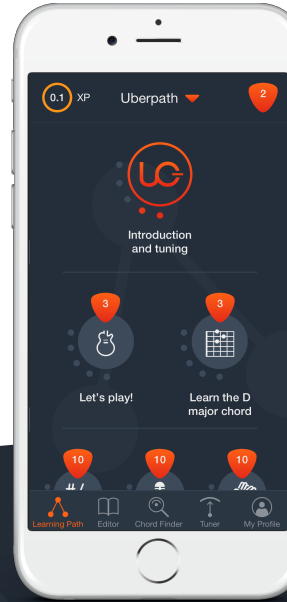 0.1 XP Uberpath 2
UG
Introduction
and tuning
3 3
Let's play! Learn the D
major chord
10 10 10
Learning Path Editor Chord Finder Tuner My Profile